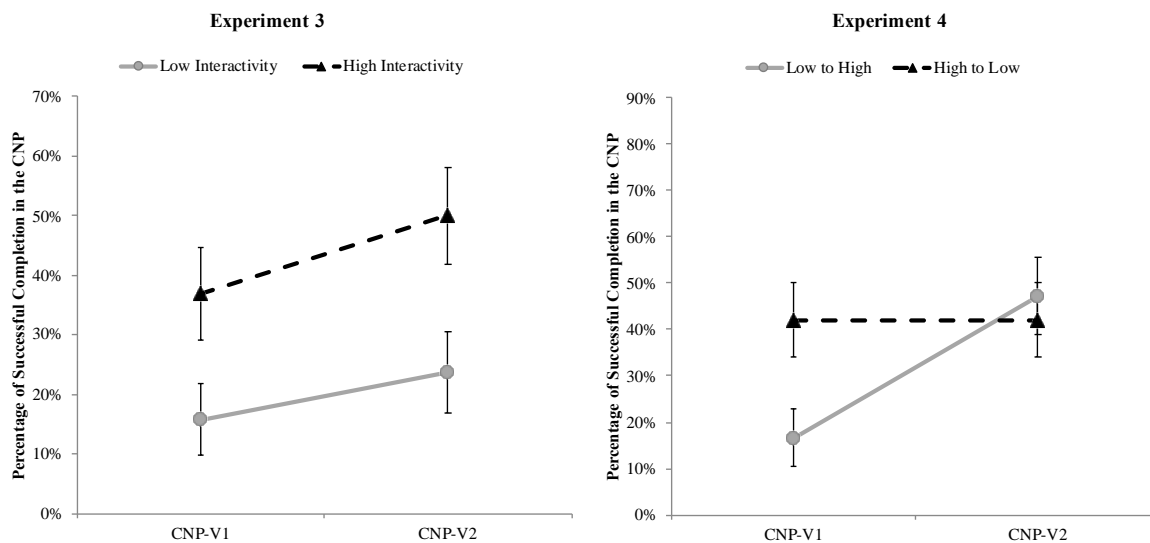 Experiment 3
Low Interactivity
High Interactivity
Percentage of Successful Completion in the CNP
70%
60%
50%
40%
30%
20%
10%
0%
CNP-V1
CNP-V2
Experiment 4
Low to High
High to Low
Percentage of Successful Completion in the CNP
90%
80%
70%
60%
50%
40%
30%
20%
10%
0%
CNP-V1
CNP-V2